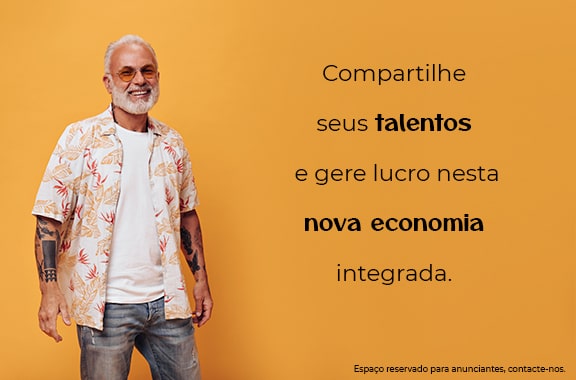 Compartilhe
seus talentos
e gere lucro nesta
nova economia
integrada.
Espaço reservado para anunciantes, contacte-nos.